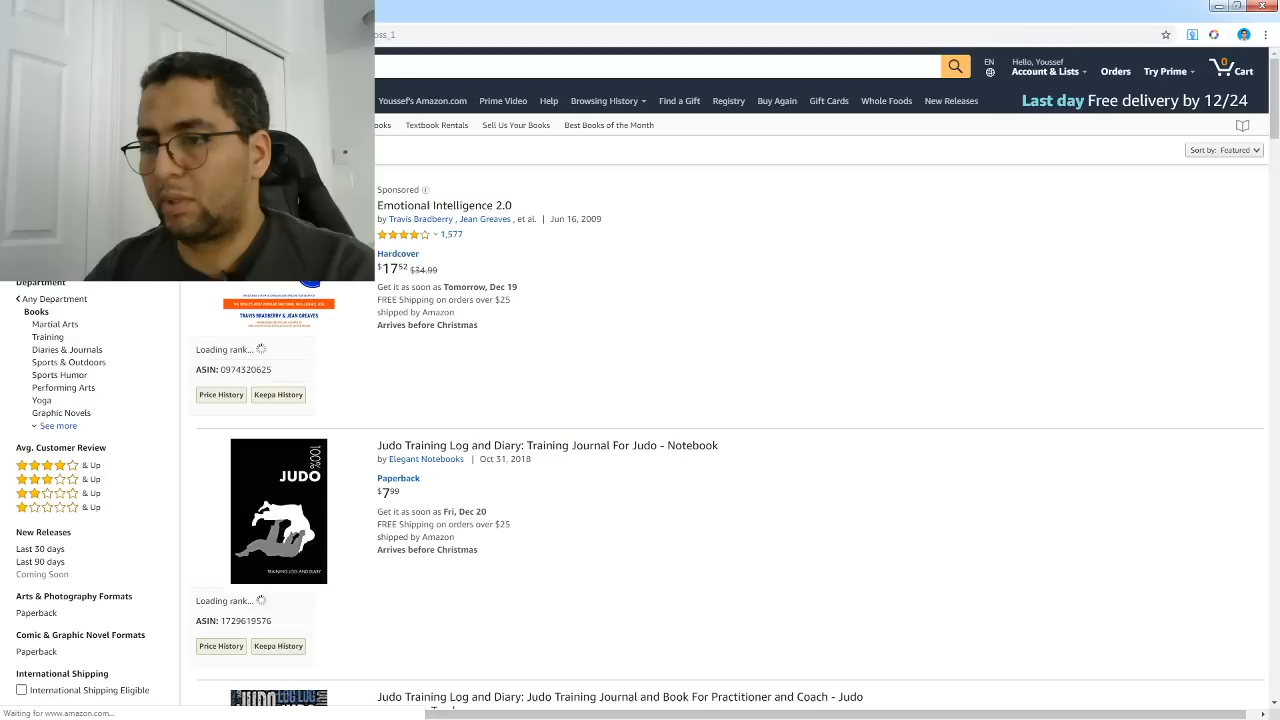 oss_1
EN
Hello, Youssef
Account & Lists
Orders
Try Prime
0
Cart
Youssef's Amazon.com
Prime Video
Help
Browsing History
Find a Gift
Registry
Buy Again
Gift Cards
Whole Foods
New Releases
Last day Free delivery by 12/24
ooks
Textbook Rentals
Sell Us Your Books
Best Books of the Month
Sort by: Featured
Sponsored
Emotional Intelligence 2.0
by Travis Bradberry , Jean Greaves , et al. | Jun 16, 2009
1,577
Hardcover
$17 52 $34.99
Get it as soon as Tomorrow, Dec 19
FREE Shipping on orders over $25
shipped by Amazon
Arrives before Christmas
TRAVIS BRADBERRY & JEAN GREAVES
Loading rank...
ASIN: 0974320625
Price History
Keepa History
Department
Any Department
Books
Martial Arts
Training
Diaries & Journals
Sports & Outdoors
Sports Humor
Performing Arts
Yoga
Graphic Novels
See more
Avg. Customer Review
& Up
& Up
& Up
& Up
New Releases
Last 30 days
Last 90 days
Coming Soon
Arts & Photography Formats
Paperback
Comic & Graphic Novel Formats
Paperback
International Shipping
International Shipping Eligible
Judo Training Log and Diary: Training Journal For Judo - Notebook
by Elegant Notebooks | Oct 31, 2018
Paperback
$7 99
Get it as soon as Fri, Dec 20
FREE Shipping on orders over $25
shipped by Amazon
Arrives before Christmas
100%
JUDO
TRAINING LOG AND DIARY
Loading rank...
ASIN: 1729619576
Price History
Keepa History
Judo Training Log and Diary: Judo Training Journal and Book For Practitioner and Coach - Judo
Waiting for www.amazon.com...